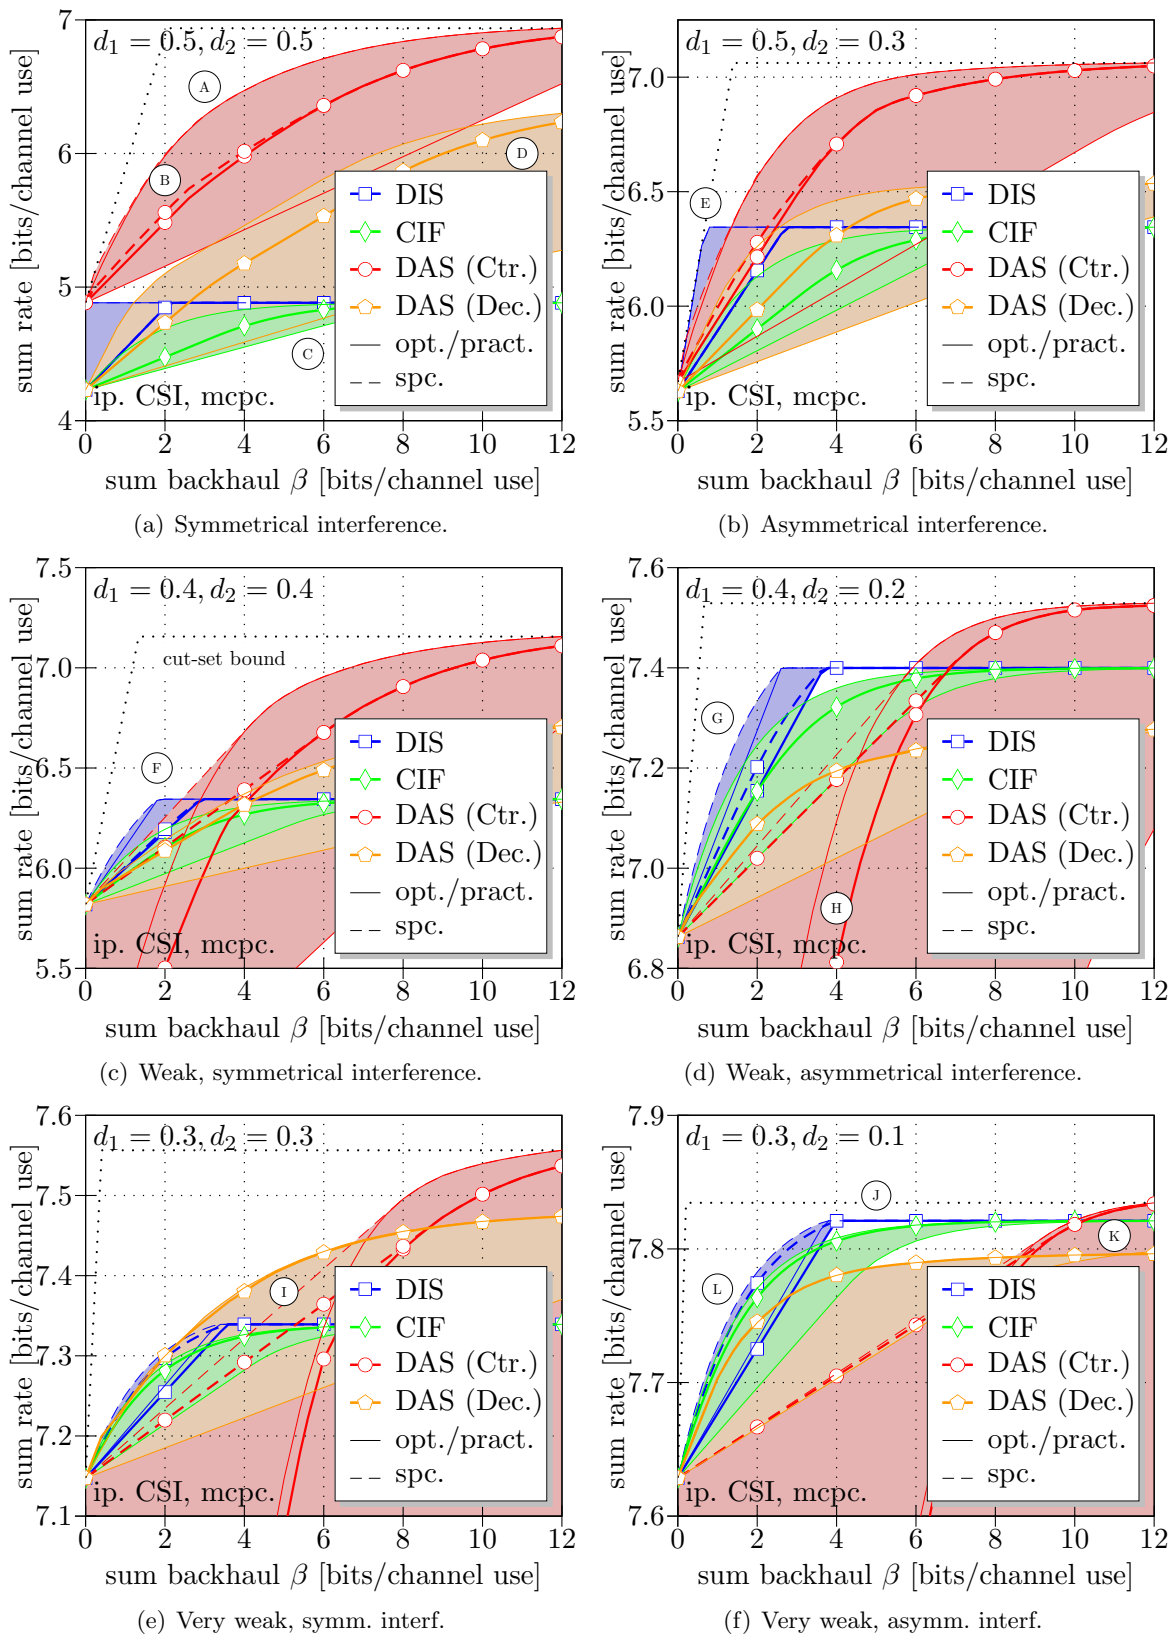 7
6
5
4
0 2 4 6 8 10 12
sum rate [bits/channel use]
d1 = 0.5, d2 = 0.5
A
B
C
D
DIS
CIF
DAS (Ctr.)
DAS (Dec.)
opt./pract.
spc.
ip. CSI, mcpc.
sum backhaul β [bits/channel use]
(a) Symmetrical interference.
7.0
6.5
6.0
5.5
0 2 4 6 8 10 12
sum rate [bits/channel use]
d1 = 0.5, d2 = 0.3
E
DIS
CIF
DAS (Ctr.)
DAS (Dec.)
opt./pract.
spc.
ip. CSI, mcpc.
sum backhaul β [bits/channel use]
(b) Asymmetrical interference.
7.5
7.0
6.5
6.0
5.5
0 2 4 6 8 10 12
sum rate [bits/channel use]
d1 = 0.4, d2 = 0.4
cut-set bound
F
DIS
CIF
DAS (Ctr.)
DAS (Dec.)
opt./pract.
spc.
ip. CSI, mcpc.
sum backhaul β [bits/channel use]
(c) Weak, symmetrical interference.
7.6
7.4
7.2
7.0
6.8
0 2 4 6 8 10 12
sum rate [bits/channel use]
d1 = 0.4, d2 = 0.2
G
H
DIS
CIF
DAS (Ctr.)
DAS (Dec.)
opt./pract.
spc.
ip. CSI, mcpc.
sum backhaul β [bits/channel use]
(d) Weak, asymmetrical interference.
7.6
7.5
7.4
7.3
7.2
7.1
0 2 4 6 8 10 12
sum rate [bits/channel use]
d1 = 0.3, d2 = 0.3
I
DIS
CIF
DAS (Ctr.)
DAS (Dec.)
opt./pract.
spc.
ip. CSI, mcpc.
sum backhaul β [bits/channel use]
(e) Very weak, symm. interf.
7.9
7.8
7.7
7.6
0 2 4 6 8 10 12
sum rate [bits/channel use]
d1 = 0.3, d2 = 0.1
J
K
L
DIS
CIF
DAS (Ctr.)
DAS (Dec.)
opt./pract.
spc.
ip. CSI, mcpc.
sum backhaul β [bits/channel use]
(f) Very weak, asymm. interf.